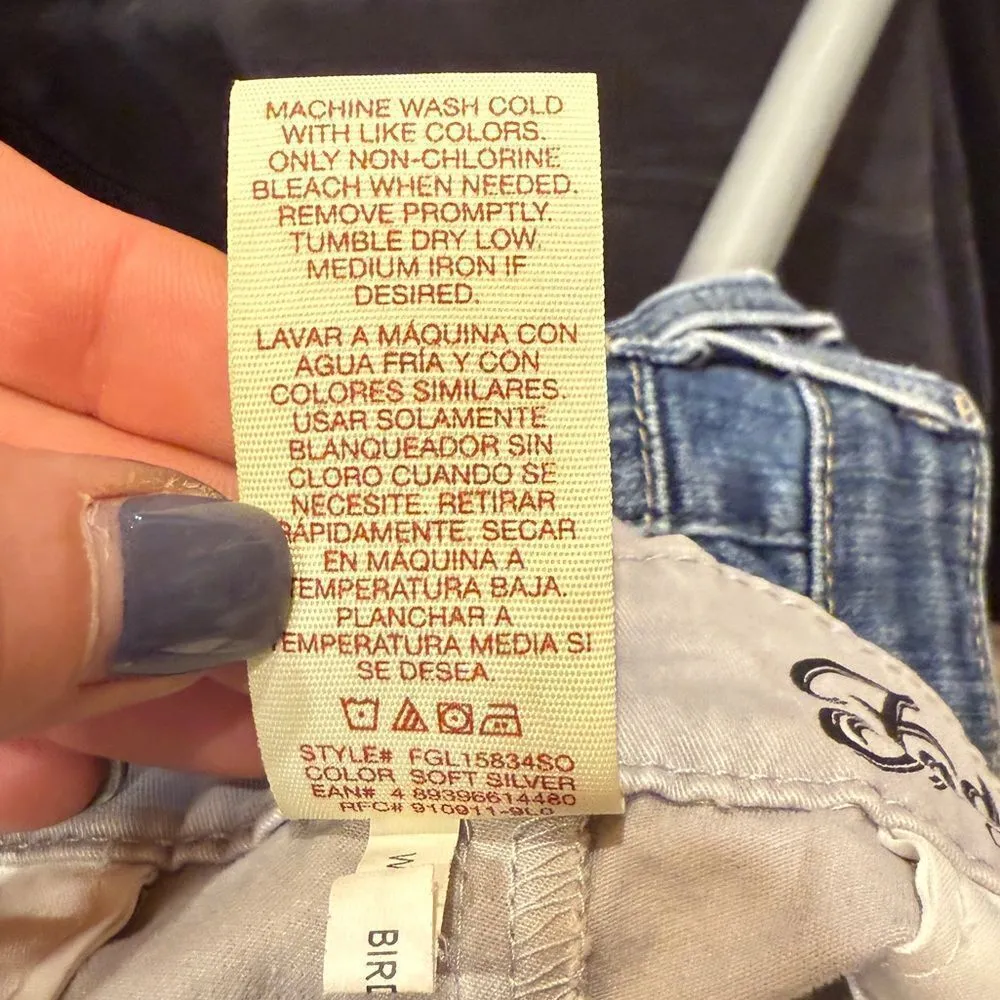 MACHINE WASH COLD
WITH LIKE COLORS.
ONLY NON-CHLORINE
BLEACH WHEN NEEDED.
REMOVE PROMPTLY.
TUMBLE DRY LOW.
MEDIUM IRON IF
DESIRED.
LAVAR A MÁQUINA CON
AGUA FRÍA Y CON
COLORES SIMILARES.
USAR SOLAMENTE
BLANQUEADOR SIN
CLORO CUANDO SE
NECESITE. RETIRAR
RÁPIDAMENTE. SECAR
EN MÁQUINA A
TEMPERATURA BAJA.
PLANCHAR A
TEMPERATURA MEDIA SI
SE DESEA.
STYLE# FGL15834SO
COLOR SOFT SILVER
EAN# 4 89396614480
RFC#
W
BIRD